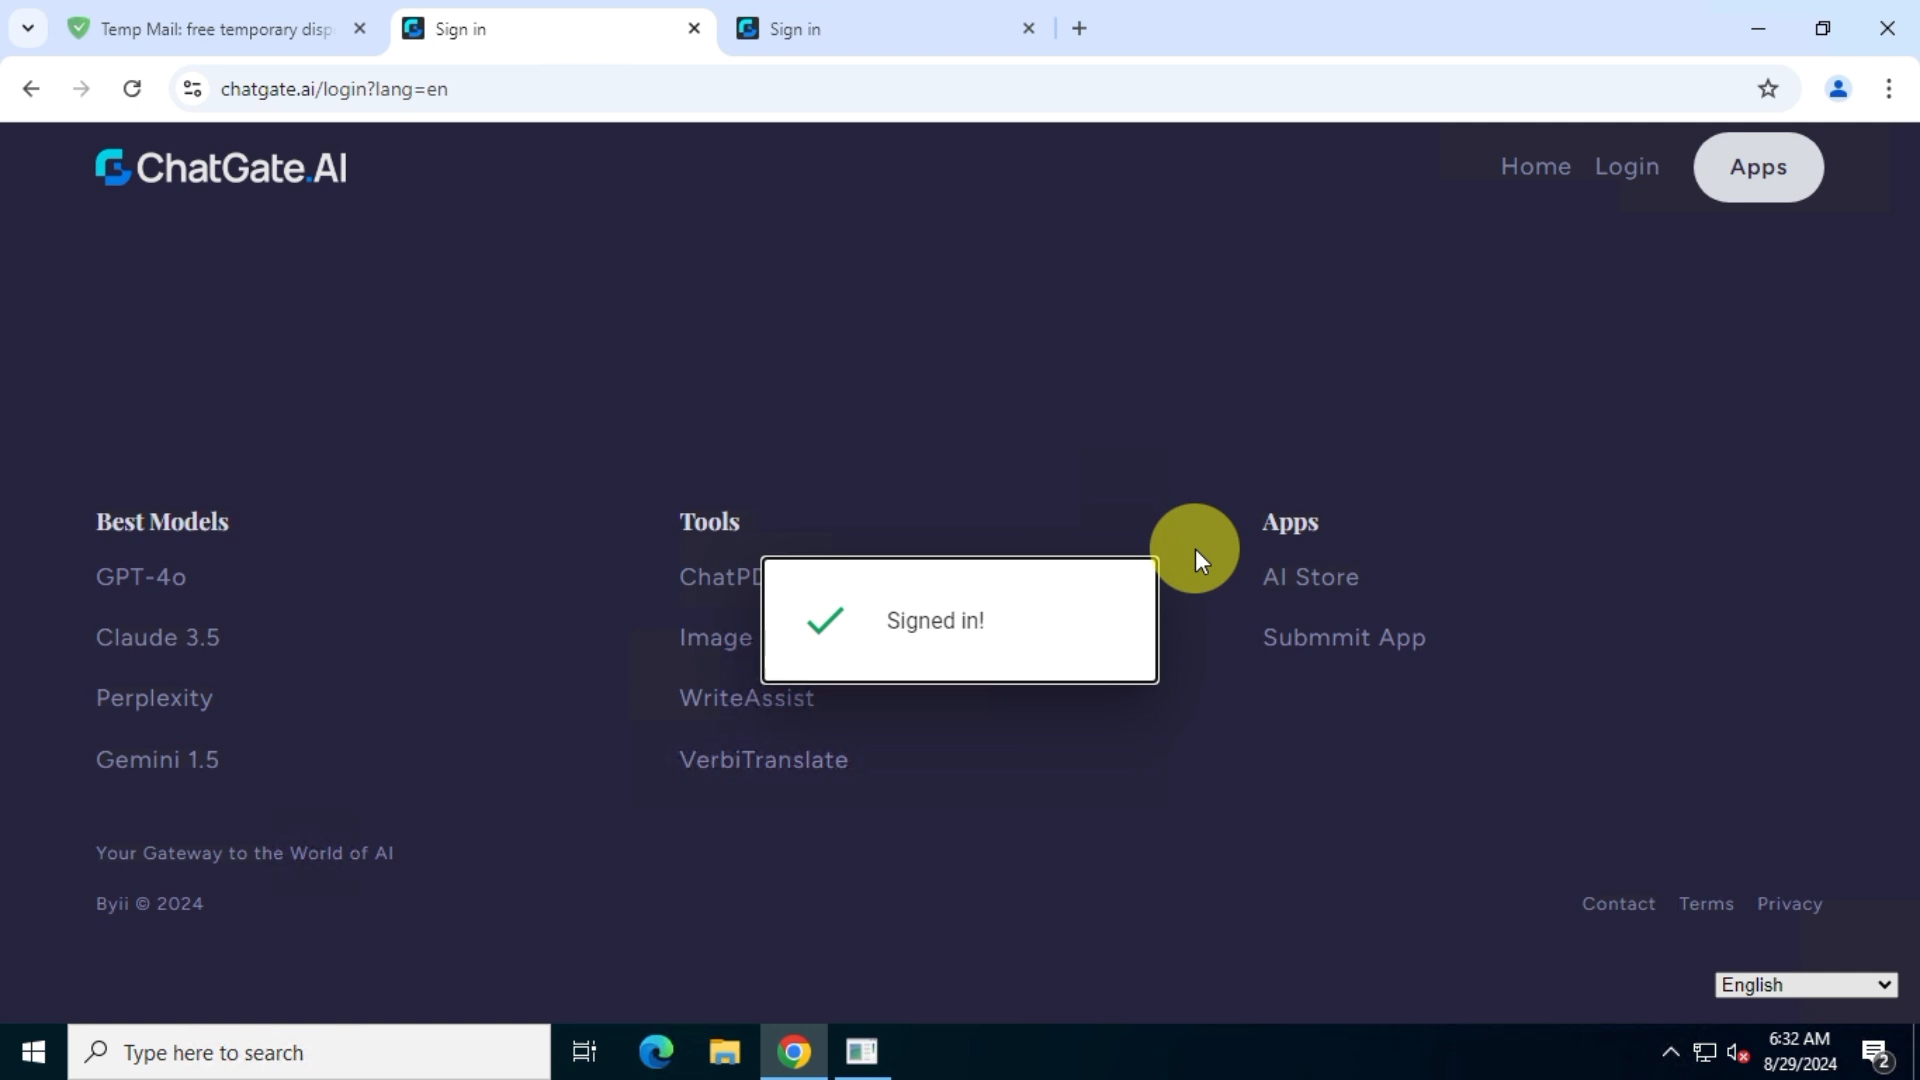 Temp Mail: free temporary disp
Sign in
Sign in
chatgate.ai/login?lang=en
ChatGate.AI
Home Login Apps
Best Models
Tools
Apps
GPT-4o
ChatPD
AI Store
Signed in!
Claude 3.5
Image
Submmit App
Perplexity
WriteAssist
Gemini 1.5
VerbiTranslate
Your Gateway to the World of AI
Byii © 2024
Contact Terms Privacy
English
Type here to search
6:32 AM
8/29/2024
2